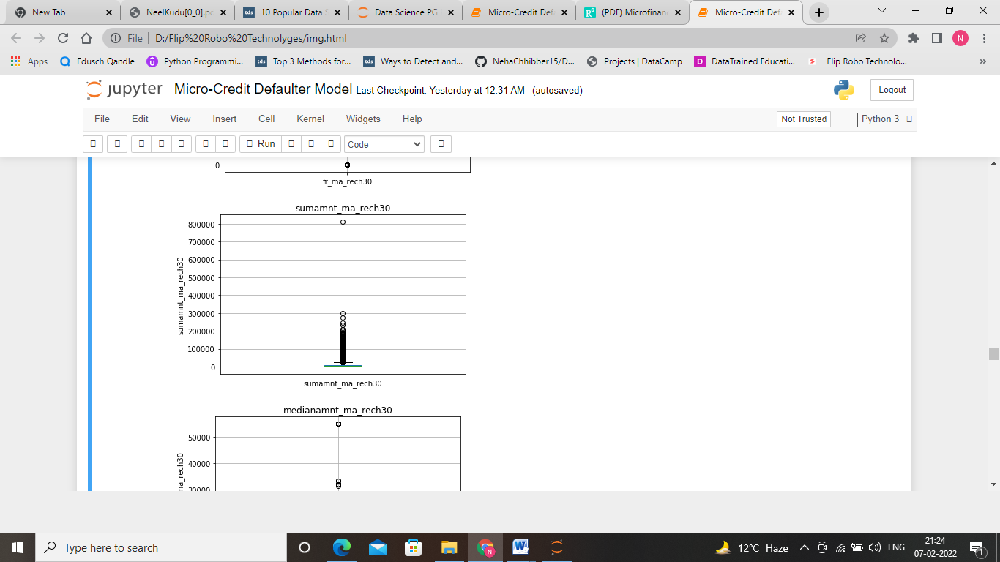 New Tab
NeelKudu[0_0].pd
10 Popular Data S
Data Science PG
Micro-Credit Def
(PDF) Microfinan
Micro-Credit Def
File D:/Flip%20Robo%20Technolyges/img.html
N
Apps
Edusch Qandle
Python Programmi...
tds Top 3 Methods for...
tds Ways to Detect and...
NehaChhibber15/D...
Projects | DataCamp
D DataTrained Educati...
Flip Robo Technolo...
»
jupyter Micro-Credit Defaulter Model Last Checkpoint: Yesterday at 12:31 AM (autosaved)
Logout
File Edit View Insert Cell Kernel Widgets Help
Not Trusted
Python 3
Run
Code
0
fr_ma_rech30
sumamnt_ma_rech30
800000
700000
600000
500000
400000
300000
200000
100000
0
sumamnt_ma_rech30
sumamnt_ma_rech30
medianamnt_ma_rech30
50000
40000
30000
ma_rech30
Type here to search
12°C Haze
ENG
21:24
07-02-2022
1